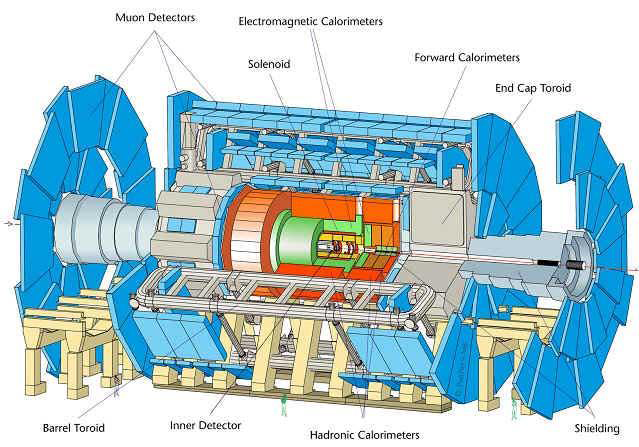 Muon Detectors
Electromagnetic Calorimeters
Solenoid
Forward Calorimeters
End Cap Toroid
Barrel Toroid
Inner Detector
Hadronic Calorimeters
Shielding